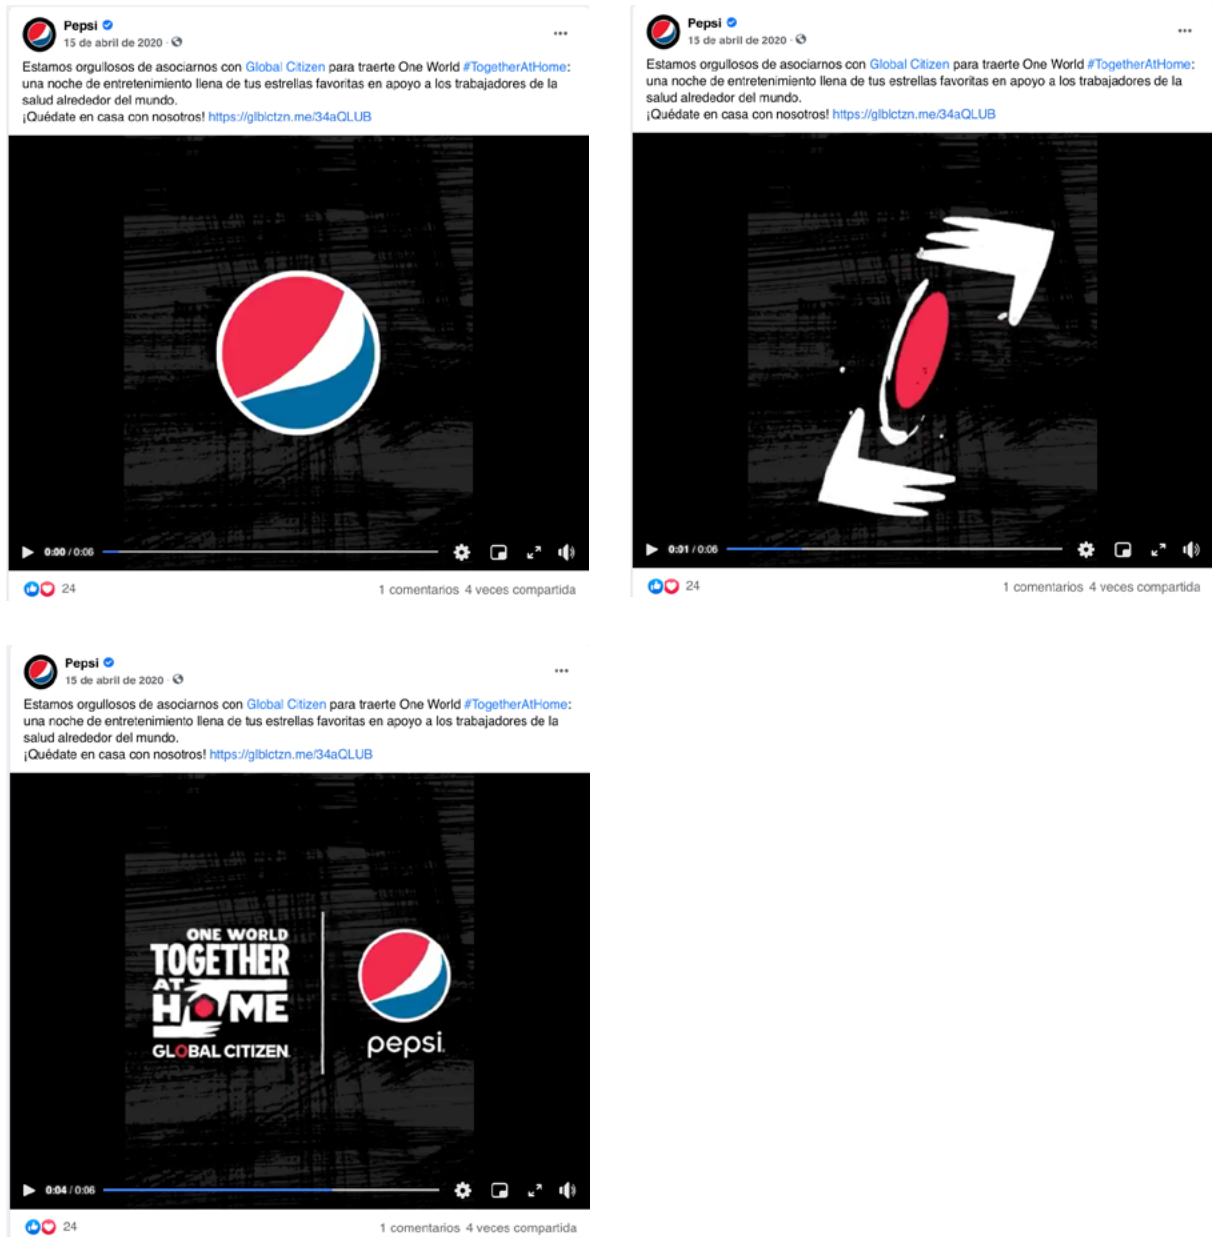 Pepsi
15 de abril de 2020
Estamos orgullosos de asociarnos con Global Citizen para traerte One World #TogetherAtHome:
una noche de entretenimiento llena de tus estrellas favoritas en apoyo a los trabajadores de la
salud alrededor del mundo.
¡Quédate en casa con nosotros! https://glblctzn.me/34aQLUB
0:00 / 0:06
24
1 comentarios 4 veces compartida
Pepsi
15 de abril de 2020
Estamos orgullosos de asociarnos con Global Citizen para traerte One World #TogetherAtHome:
una noche de entretenimiento llena de tus estrellas favoritas en apoyo a los trabajadores de la
salud alrededor del mundo.
¡Quédate en casa con nosotros! https://glblctzn.me/34aQLUB
0:01 / 0:06
24
1 comentarios 4 veces compartida
Pepsi
15 de abril de 2020
Estamos orgullosos de asociarnos con Global Citizen para traerte One World #TogetherAtHome:
una noche de entretenimiento llena de tus estrellas favoritas en apoyo a los trabajadores de la
salud alrededor del mundo.
¡Quédate en casa con nosotros! https://glblctzn.me/34aQLUB
ONE WORLD
TOGETHER
AT
HOME
GLOBAL CITIZEN
pepsi
0:04 / 0:06
24
1 comentarios 4 veces compartida